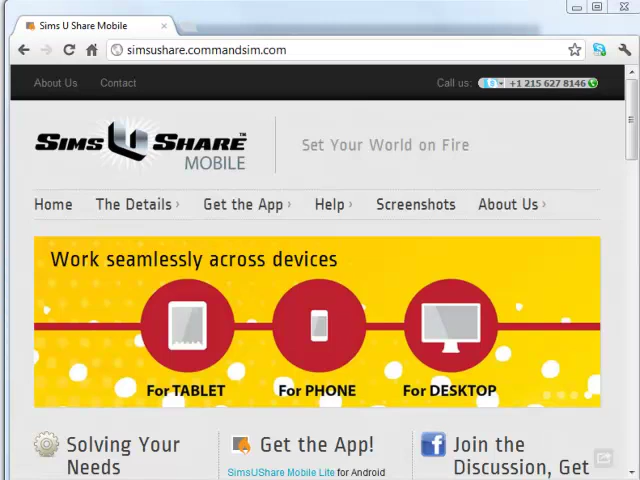 Sims U Share Mobile
simsushare.commandsim.com
About Us Contact Call us: +1 215 627 8146
SIMS U SHARE™
MOBILE
Set Your World on Fire
Home The Details › Get the App › Help › Screenshots About Us ›
Work seamlessly across devices
For TABLET For PHONE For DESKTOP
Solving Your
Needs
Get the App!
SimsUShare Mobile Lite for Android
Join the
Discussion, Get